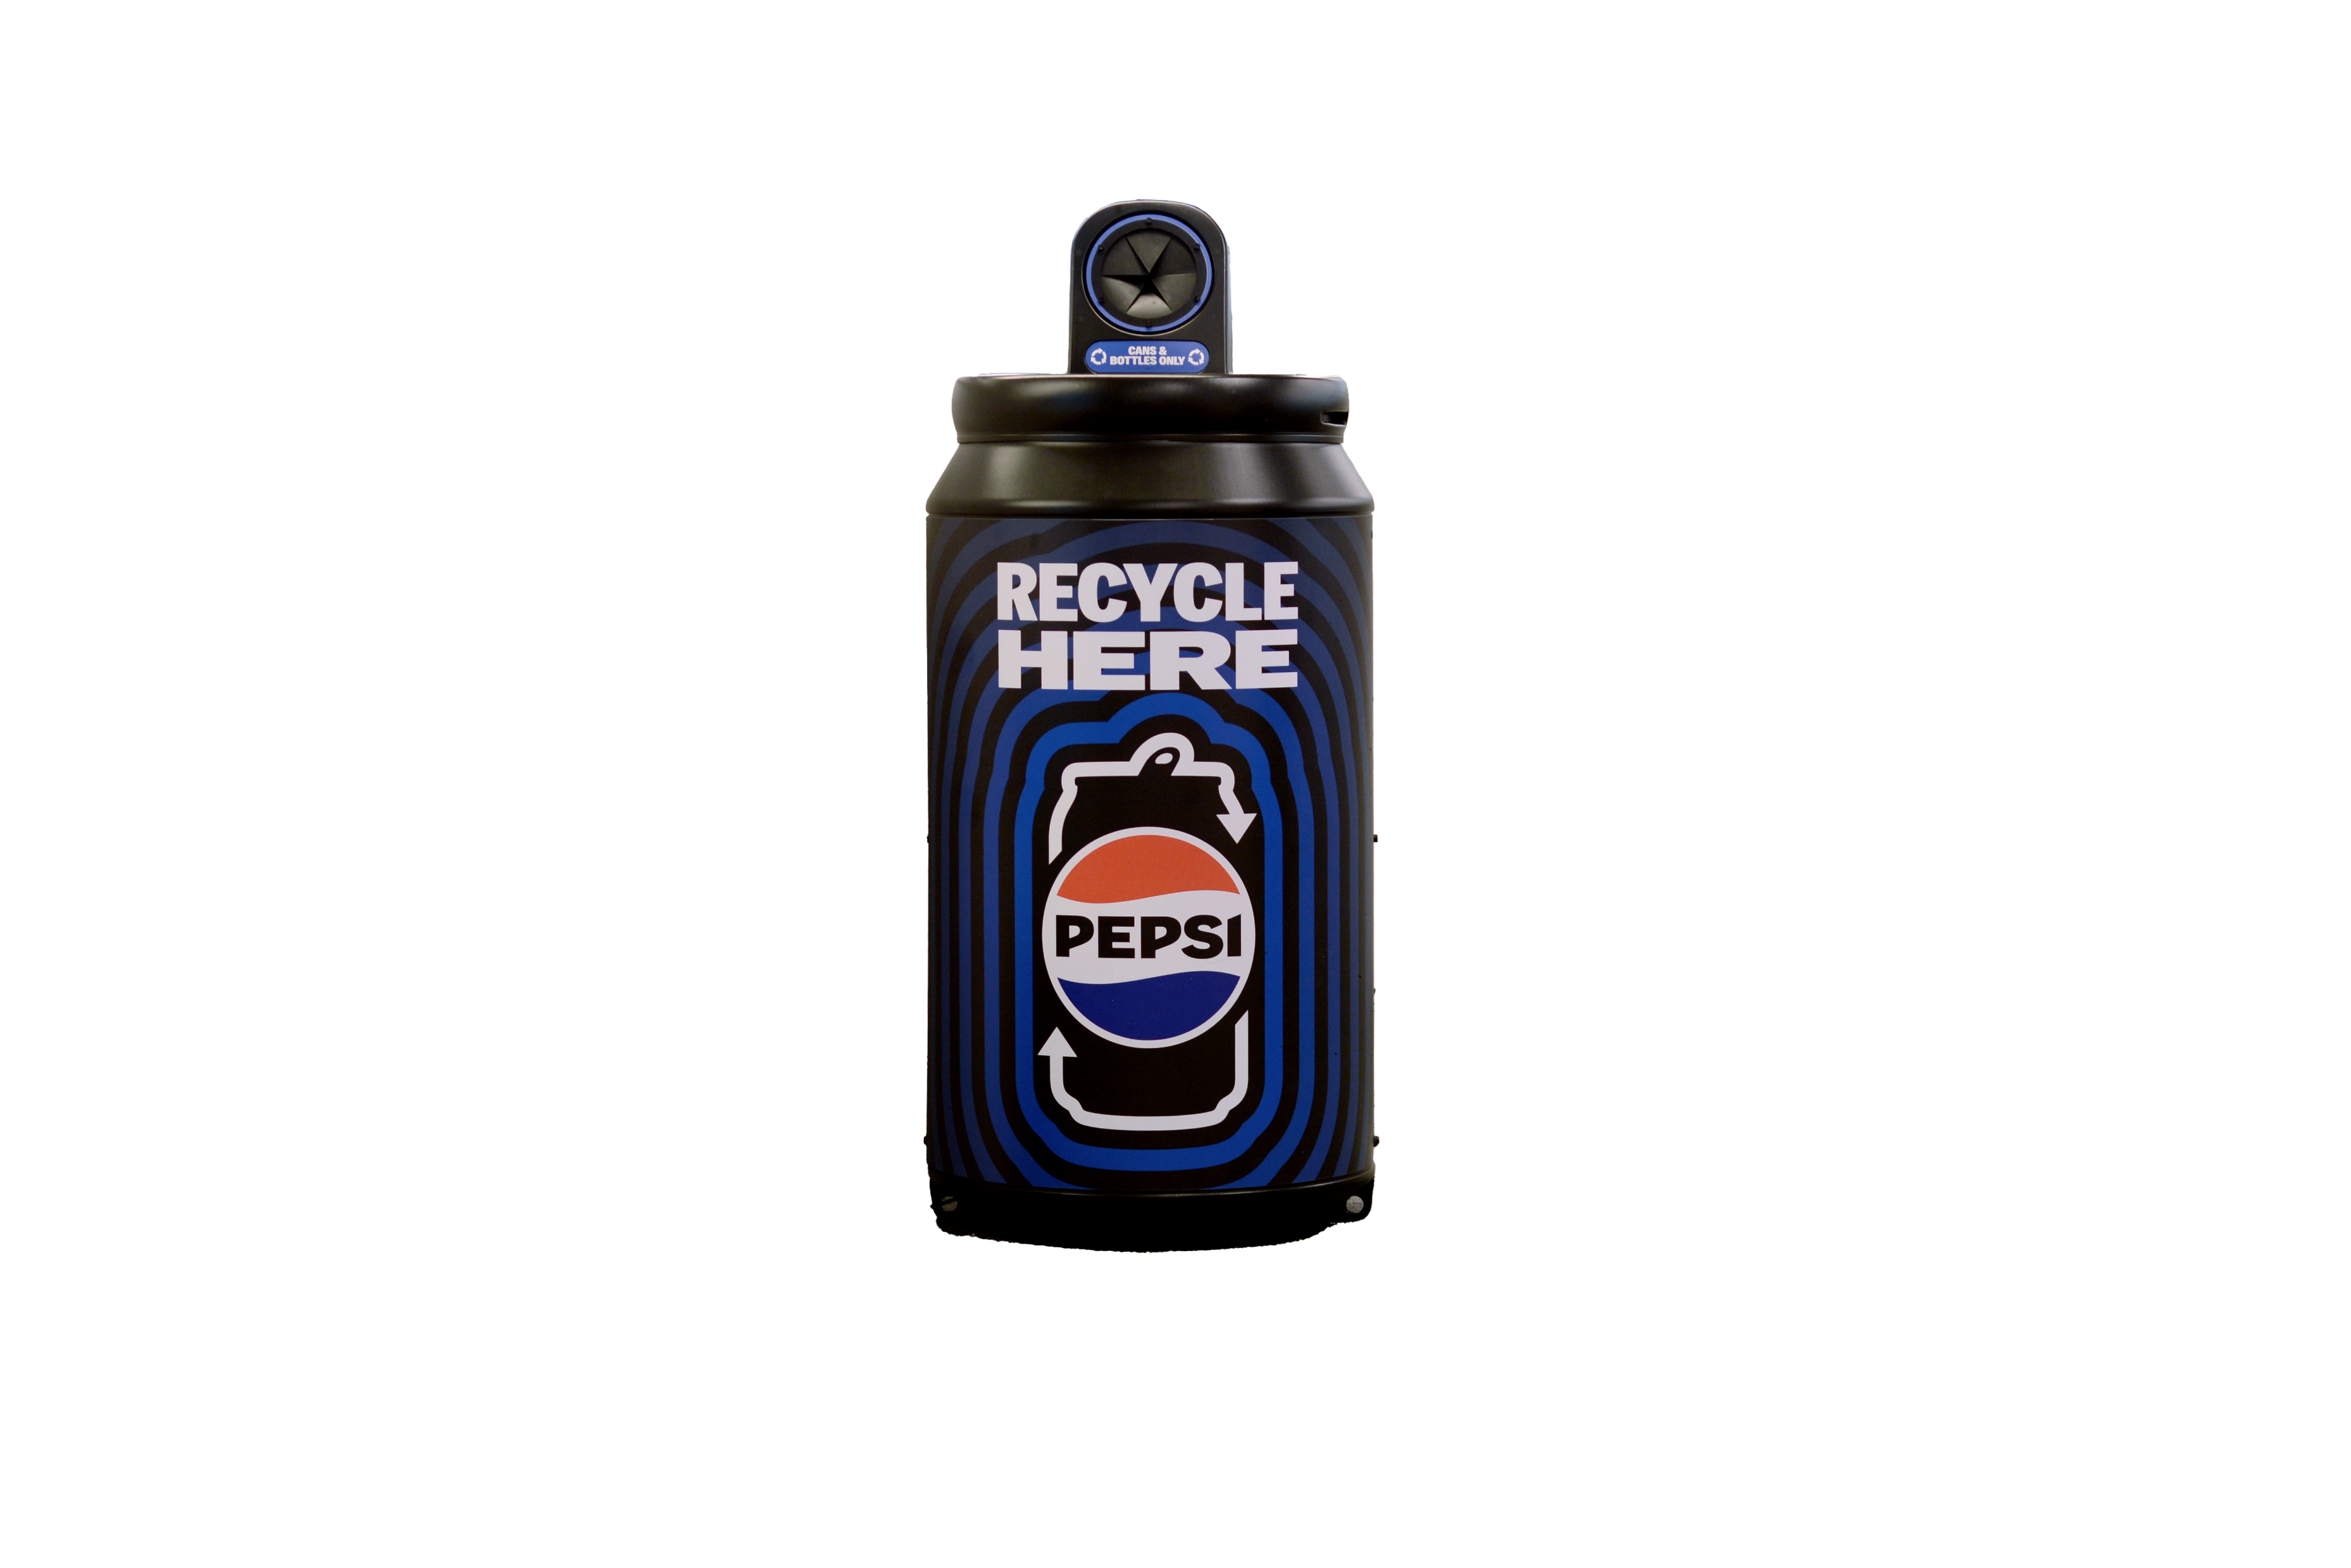 CANS &
BOTTLES ONLY
RECYCLE
HERE
PEPSI